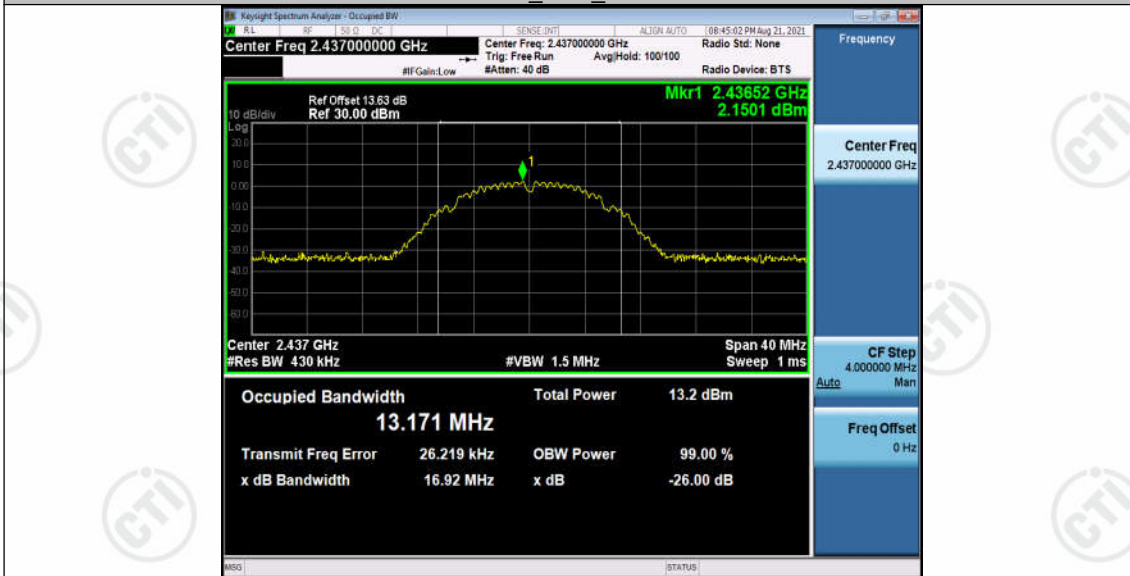 Keysight Spectrum Analyzer - Occupied BW
RL RF 50 Ω DC SENSE:INT ALIGN AUTO 08:45:02 PM Aug 21, 2021
Center Freq 2.437000000 GHz
Center Freq: 2.437000000 GHz
Radio Std: None
Trig: Free Run Avg|Hold: 100/100
#IFGain:Low #Atten: 40 dB Radio Device: BTS
Frequency
Mkr1 2.43652 GHz
2.1501 dBm
Ref Offset 13.63 dB
10 dB/div Ref 30.00 dBm
Log
20.0
10.0
0.00
-10.0
-20.0
-30.0
-40.0
-50.0
-60.0
1
Center 2.437 GHz Span 40 MHz
#Res BW 430 kHz #VBW 1.5 MHz Sweep 1 ms
Occupied Bandwidth Total Power 13.2 dBm
13.171 MHz
Transmit Freq Error 26.219 kHz OBW Power 99.00 %
x dB Bandwidth 16.92 MHz x dB -26.00 dB
Center Freq
2.437000000 GHz
CF Step
4.000000 MHz
Auto Man
Freq Offset
0 Hz
MSG STATUS
CTI
CTI
CTI
CTI
CTI